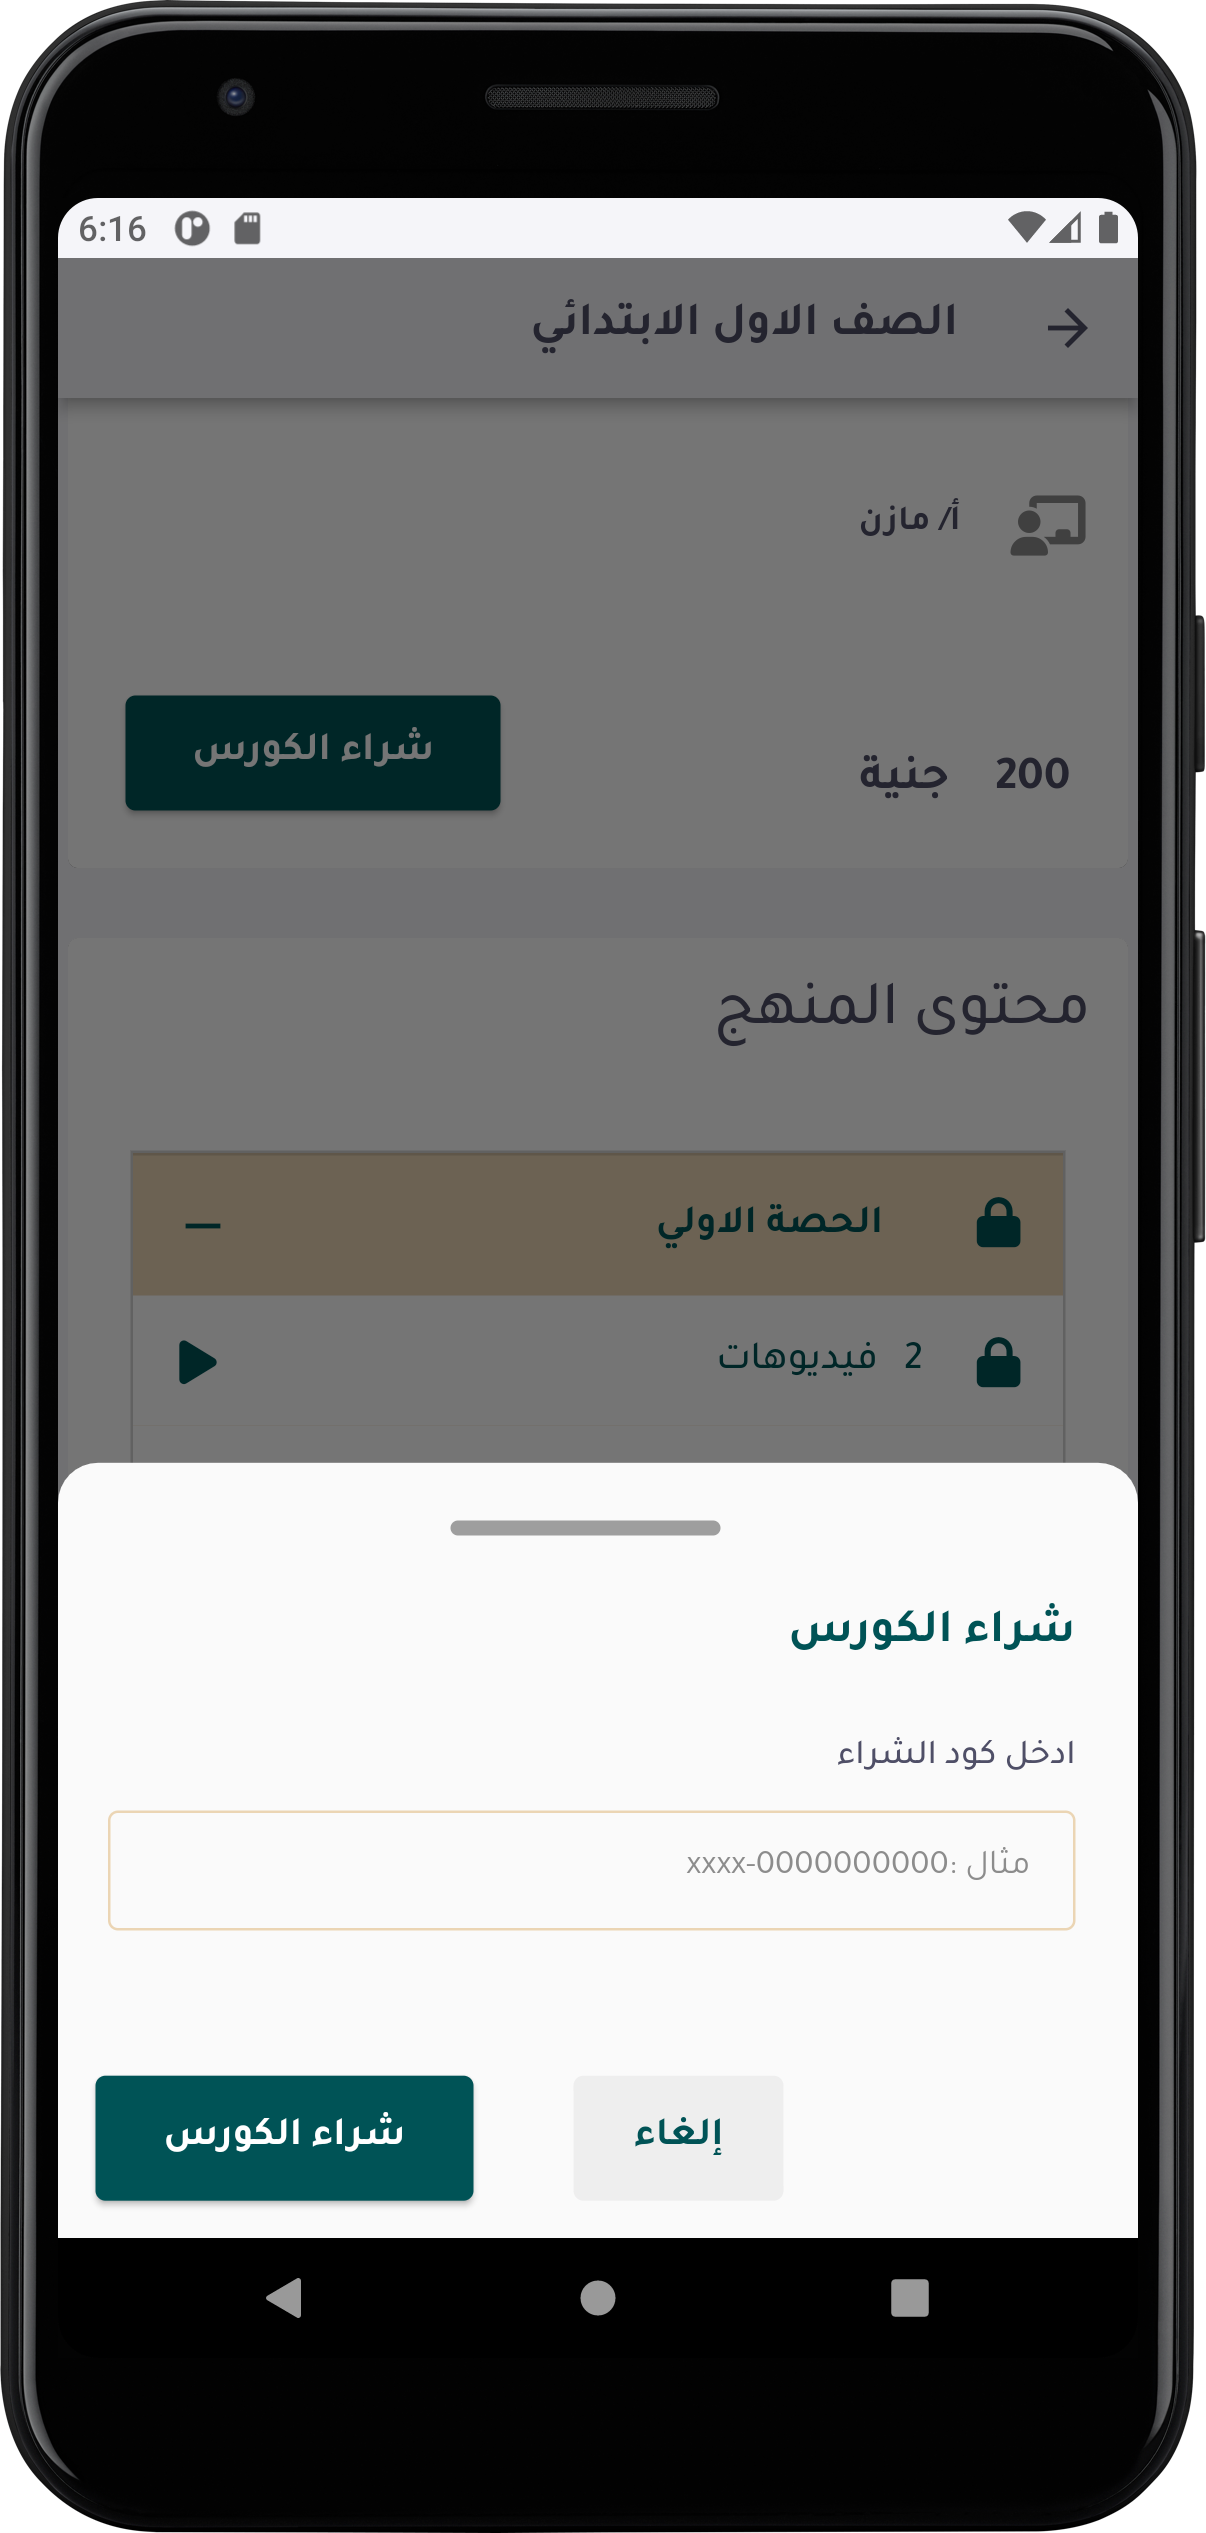 6:16
الصف الاول الابتدائي
أ/ مازن
200 جنية
شراء الكورس
محتوى المنهج
الحصة الاولي
2 فيديوهات
شراء الكورس
ادخل كود الشراء
مثال :0000000000-xxxx
إلغاء
شراء الكورس